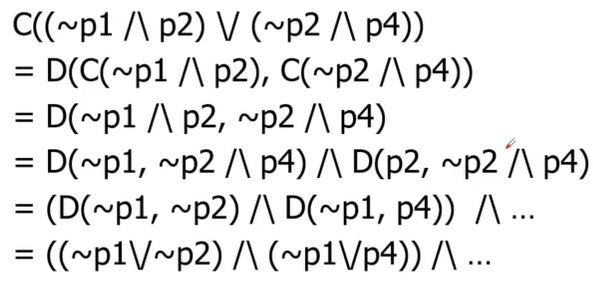 C((~p1 /\ p2) \/ (~p2 /\ p4))
= D(C(~p1 /\ p2), C(~p2 /\ p4))
= D(~p1 /\ p2, ~p2 /\ p4)
= D(~p1, ~p2 /\ p4) /\ D(p2, ~p2 /\ p4)
= (D(~p1, ~p2) /\ D(~p1, p4))  /\ ...
= ((~p1\/~p2) /\ (~p1\/p4)) /\ ...